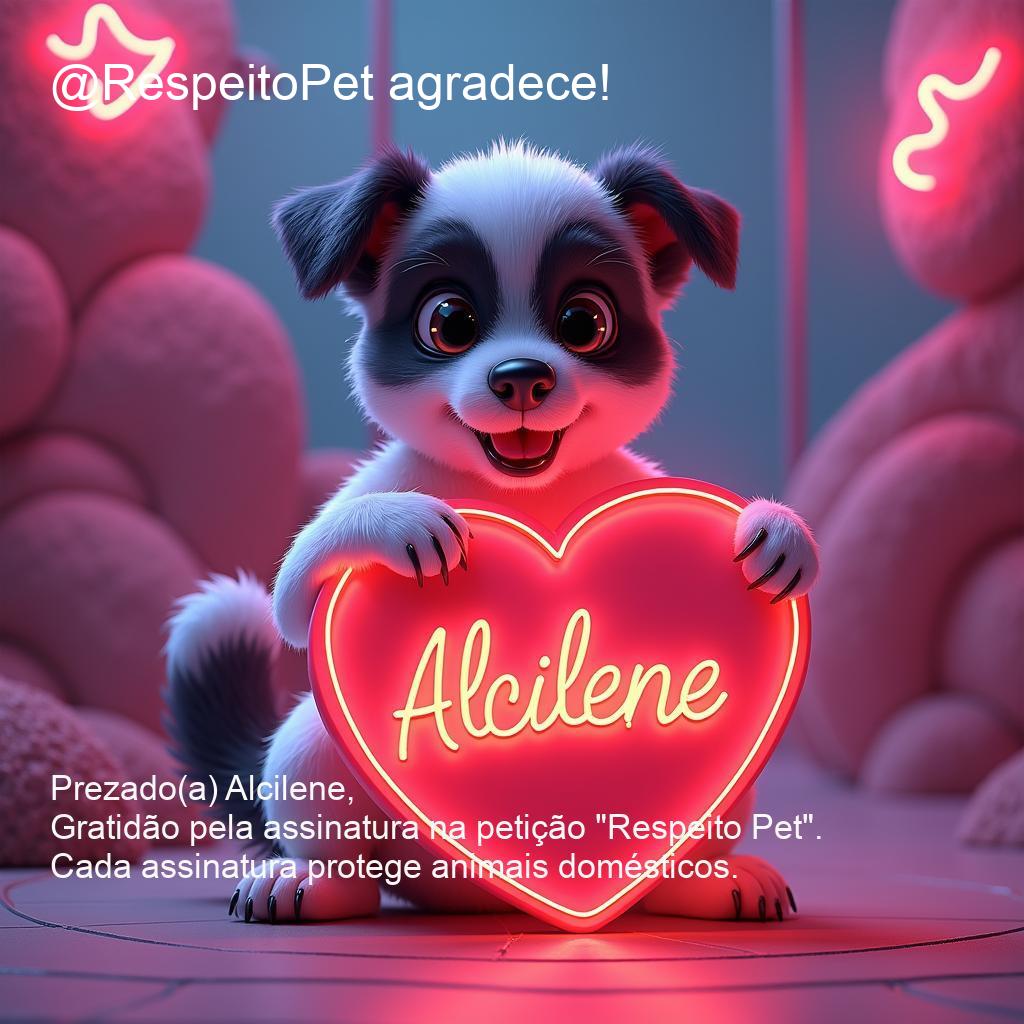 @RespeitoPet agradece!
Alcilene
Prezado(a) Alcilene,
Gratidão pela assinatura na petição "Respeito Pet".
Cada assinatura protege animais domésticos.